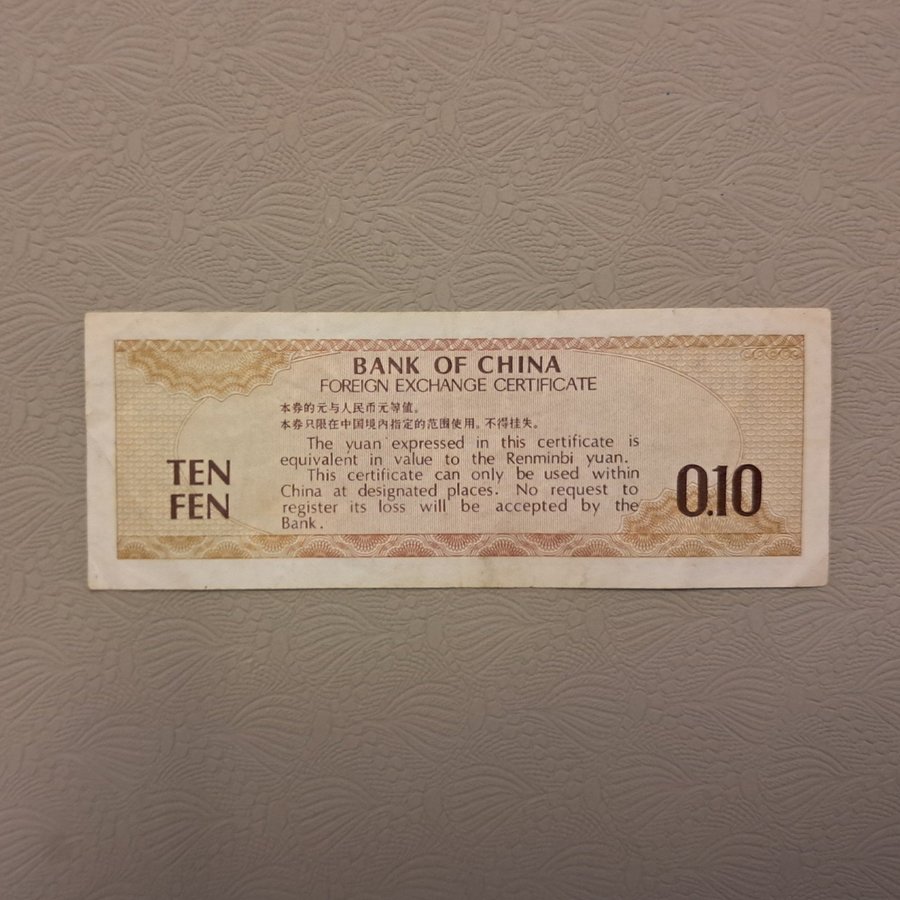 BANK OF CHINA
FOREIGN EXCHANGE CERTIFICATE
本券的元与人民币元等值。
本券只限在中国境内指定的范围使用。不得挂失。
The yuan expressed in this certificate is
equivalent in value to the Renminbi yuan.
This certificate can only be used within
China at designated places. No request to
register its loss will be accepted by the
Bank.
TEN
FEN
0.10